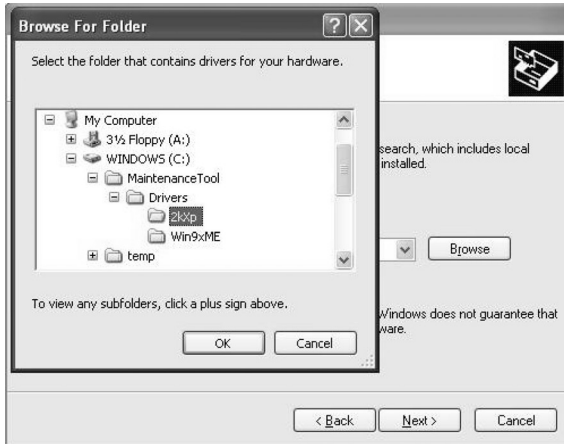 Browse For Folder
Select the folder that contains drivers for your hardware.
My Computer
3½ Floppy (A:)
WINDOWS (C:)
MaintenanceTool
Drivers
2kXp
Win9xME
temp
To view any subfolders, click a plus sign above.
OK Cancel
search, which includes local
installed.
Browse
Windows does not guarantee that
ware.
< Back Next > Cancel